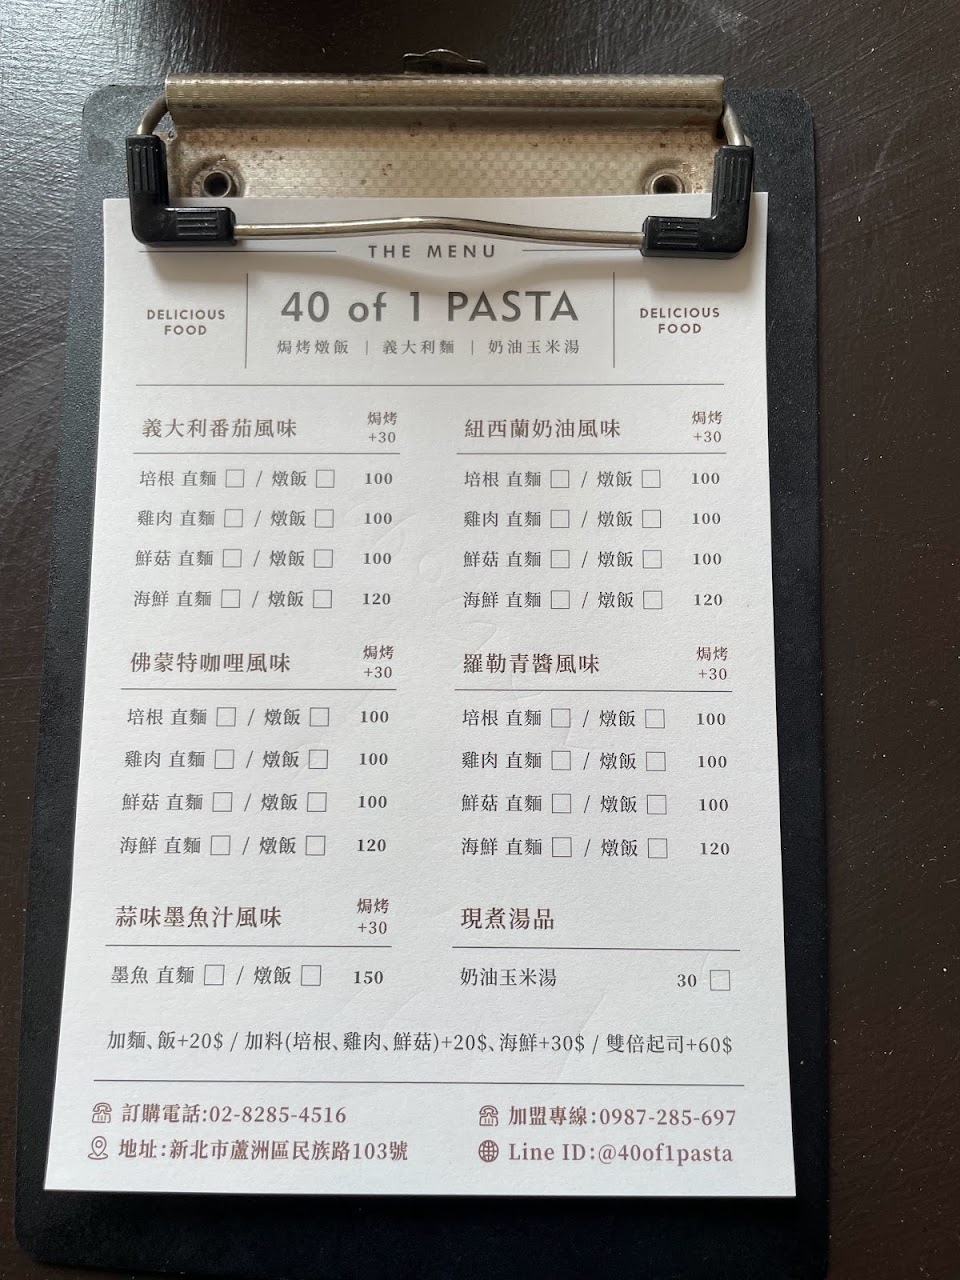 THE MENU
DELICIOUS
FOOD
40 of 1 PASTA
焗烤燉飯 | 義大利麵 | 奶油玉米湯
DELICIOUS
FOOD
義大利番茄風味 焗烤
+30
培根 直麵 □ / 燉飯 □ 100
雞肉 直麵 □ / 燉飯 □ 100
鮮菇 直麵 □ / 燉飯 □ 100
海鮮 直麵 □ / 燉飯 □ 120
紐西蘭奶油風味 焗烤
+30
培根 直麵 □ / 燉飯 □ 100
雞肉 直麵 □ / 燉飯 □ 100
鮮菇 直麵 □ / 燉飯 □ 100
海鮮 直麵 □ / 燉飯 □ 120
佛蒙特咖哩風味 焗烤
+30
培根 直麵 □ / 燉飯 □ 100
雞肉 直麵 □ / 燉飯 □ 100
鮮菇 直麵 □ / 燉飯 □ 100
海鮮 直麵 □ / 燉飯 □ 120
羅勒青醬風味 焗烤
+30
培根 直麵 □ / 燉飯 □ 100
雞肉 直麵 □ / 燉飯 □ 100
鮮菇 直麵 □ / 燉飯 □ 100
海鮮 直麵 □ / 燉飯 □ 120
蒜味墨魚汁風味 焗烤
+30
墨魚 直麵 □ / 燉飯 □ 150
現煮湯品
奶油玉米湯 30 □
加麵、飯+20$ / 加料(培根、雞肉、鮮菇)+20$、海鮮+30$ / 雙倍起司+60$
訂購電話:02-8285-4516
加盟專線:0987-285-697
地址:新北市蘆洲區民族路103號
Line ID:@40of1pasta